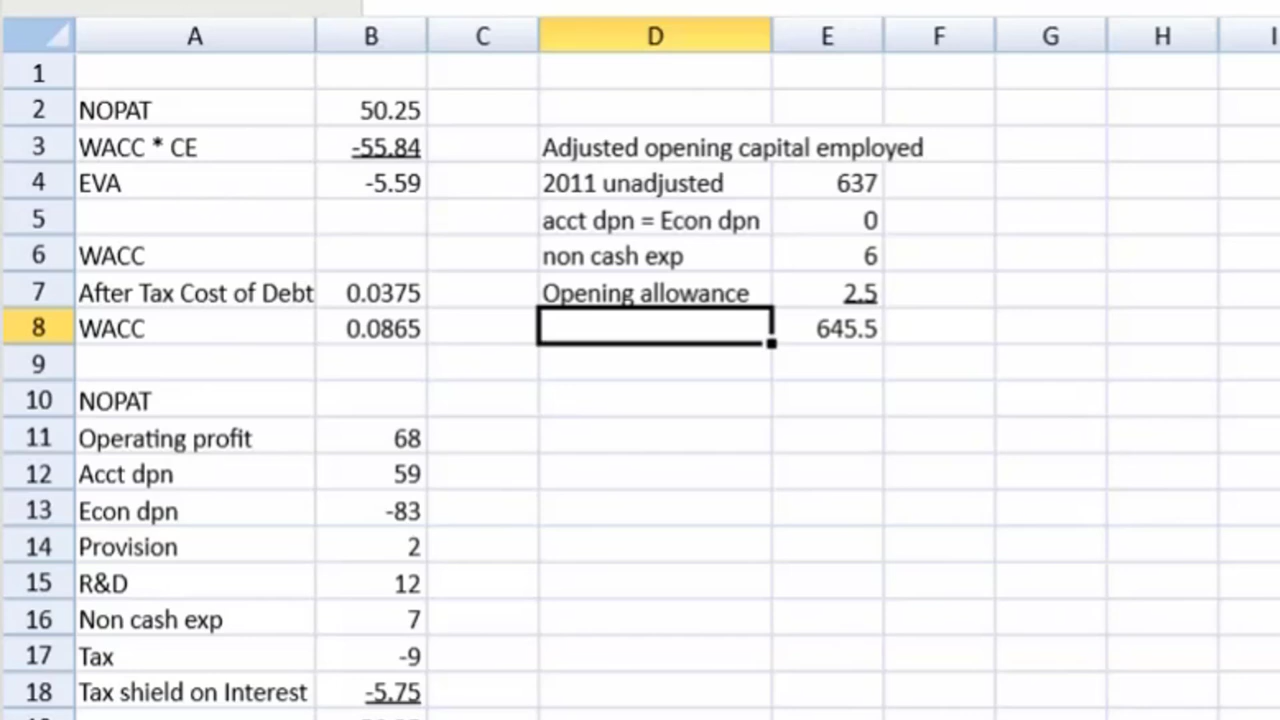 A B C D E F G H I
1
2 NOPAT 50.25
3 WACC * CE -55.84 Adjusted opening capital employed
4 EVA -5.59 2011 unadjusted 637
5 acct dpn = Econ dpn 0
6 WACC non cash exp 6
7 After Tax Cost of Debt 0.0375 Opening allowance 2.5
8 WACC 0.0865 645.5
9
10 NOPAT
11 Operating profit 68
12 Acct dpn 59
13 Econ dpn -83
14 Provision 2
15 R&D 12
16 Non cash exp 7
17 Tax -9
18 Tax shield on Interest -5.75